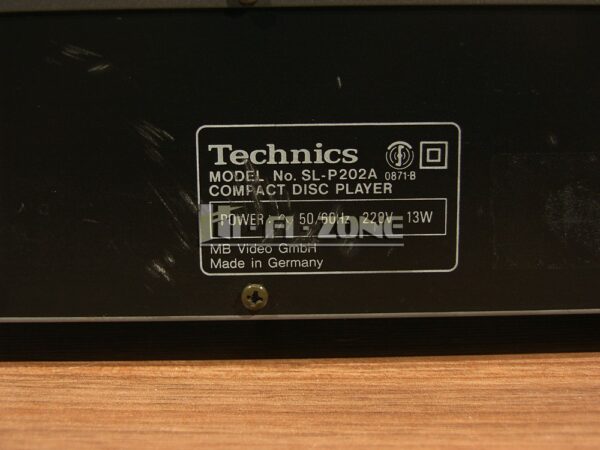 Technics
MODEL No. SL-P202A 0871-B
COMPACT DISC PLAYER
POWER ~ 50/60Hz 220V 13W
HI-FI-ZONE
MB Video GmbH
Made in Germany